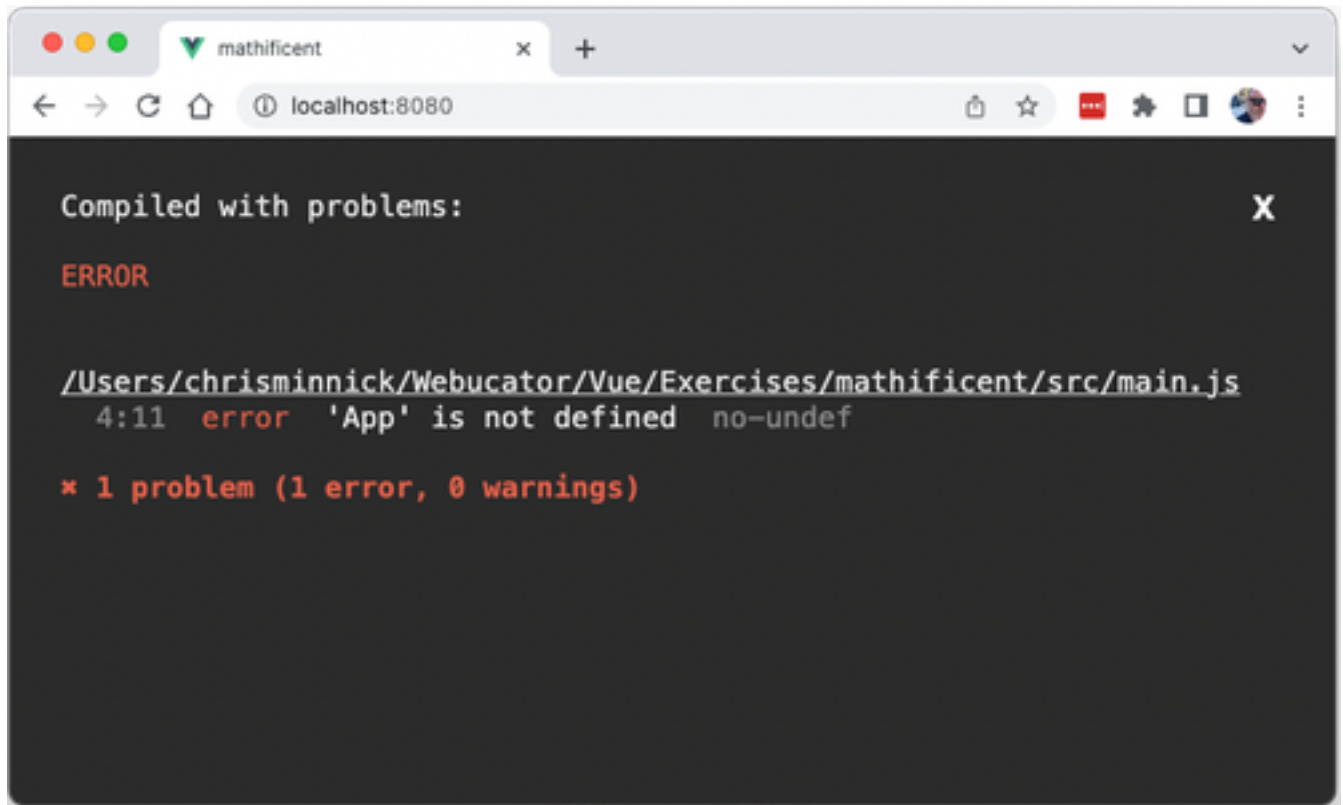 mathificent
localhost:8080
Compiled with problems:
X
ERROR
/Users/chrisminnick/Webucator/Vue/Exercises/mathificent/src/main.js
4:11 error 'App' is not defined no-undef
✖ 1 problem (1 error, 0 warnings)